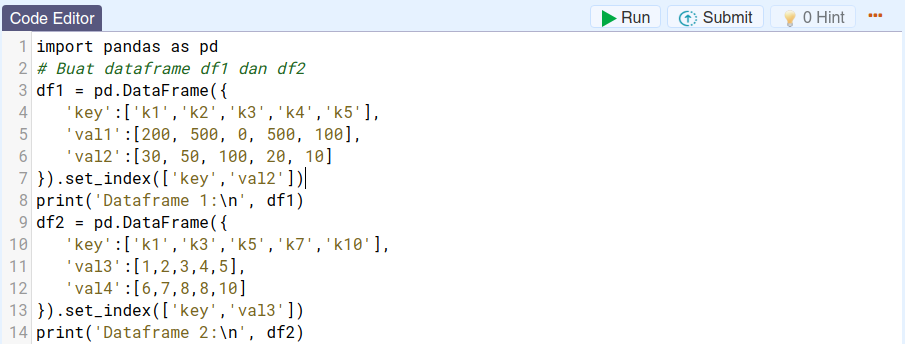 Code Editor Run Submit 0 Hint ...
1 import pandas as pd
2 # Buat dataframe df1 dan df2
3 df1 = pd.DataFrame({
4    'key':['k1','k2','k3','k4','k5'],
5    'val1':[200, 500, 0, 500, 100],
6    'val2':[30, 50, 100, 20, 10]
7 }).set_index(['key','val2'])
8 print('Dataframe 1:\n', df1)
9 df2 = pd.DataFrame({
10    'key':['k1','k3','k5','k7','k10'],
11    'val3':[1,2,3,4,5],
12    'val4':[6,7,8,8,10]
13 }).set_index(['key','val3'])
14 print('Dataframe 2:\n', df2)